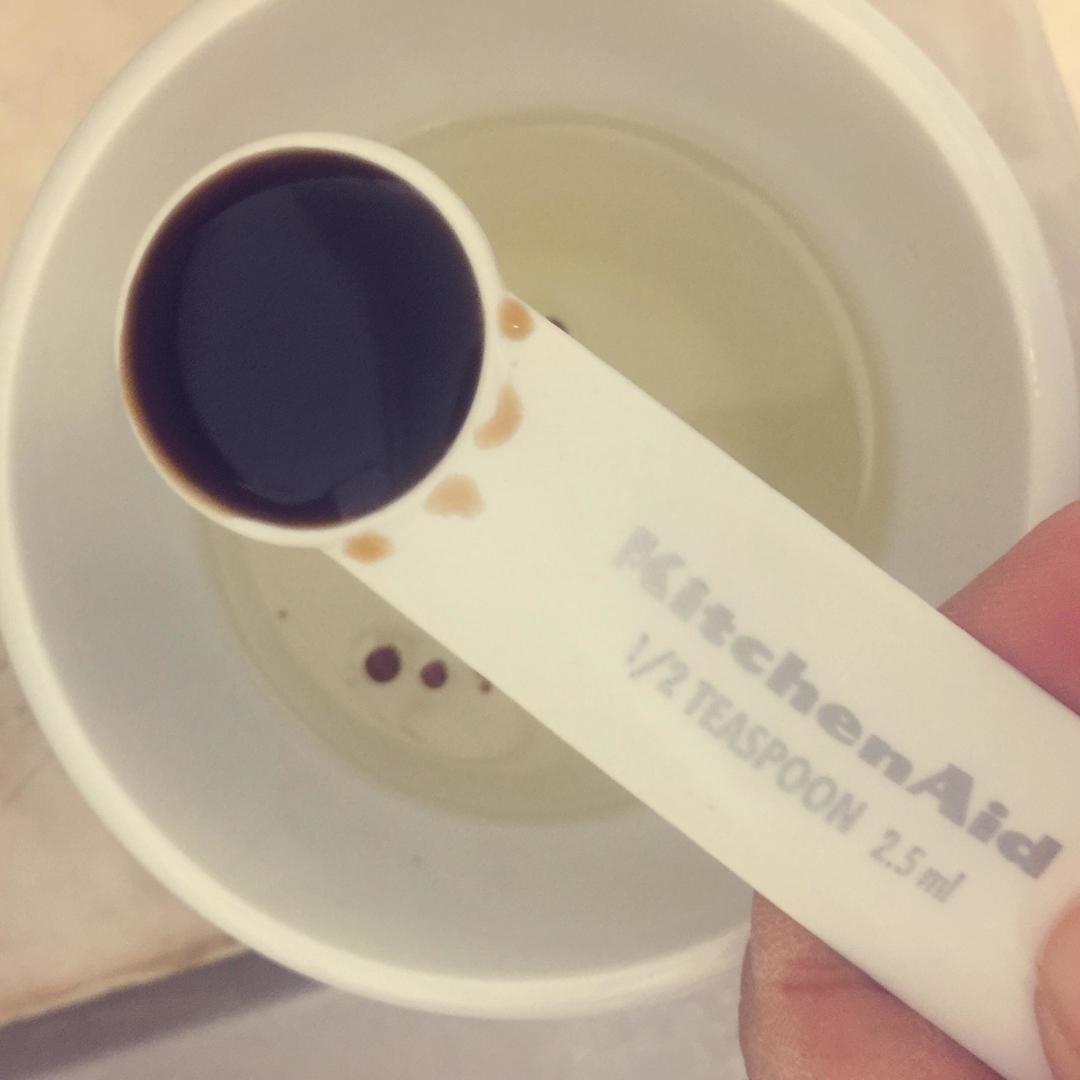 KitchenAid
1/2 TEASPOON 2.5 ml